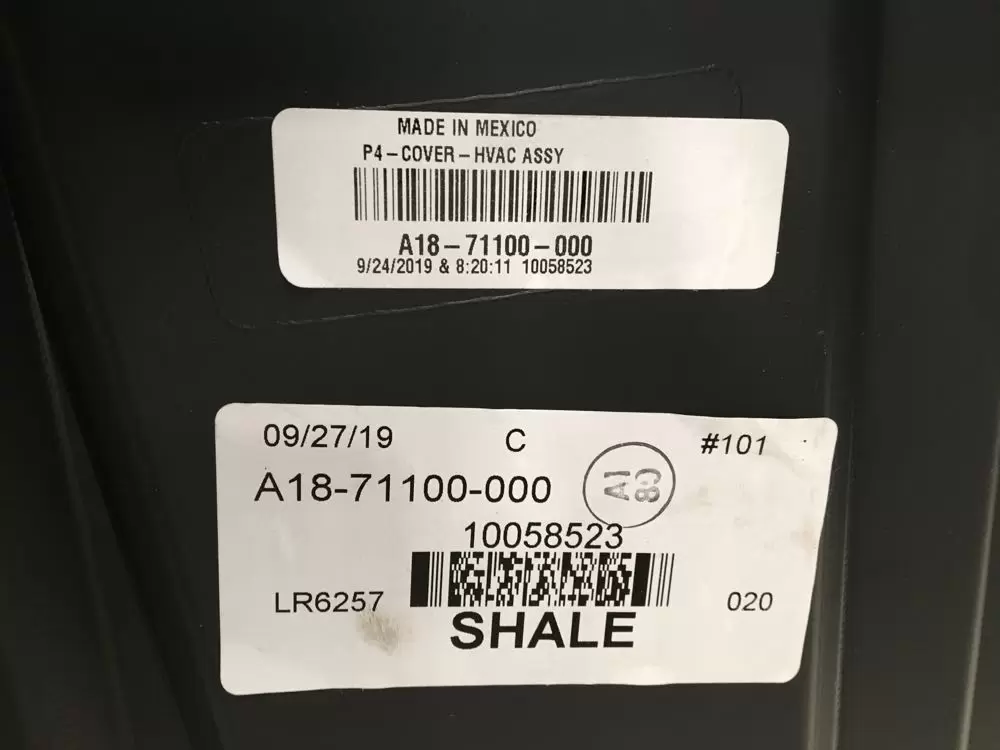 MADE IN MEXICO
P4-COVER-HVAC ASSY
A18-71100-000
9/24/2019 & 8:20:11 10058523
09/27/19 C #101
A18-71100-000
10058523
LR6257 020
SHALE